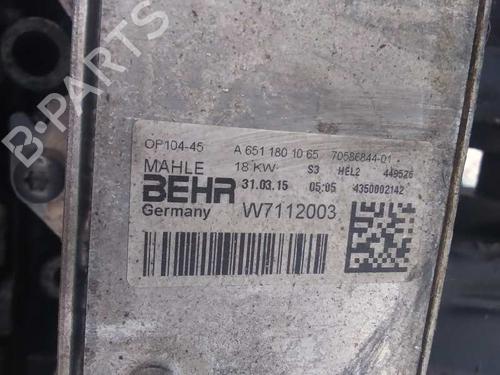 B-PARTS
OP104-45 A 651 180 10 65 70586844-01
MAHLE 18 KW S3 HEL2 449526
BEHR 31.03.15 05:05 4350002142
Germany W7112003